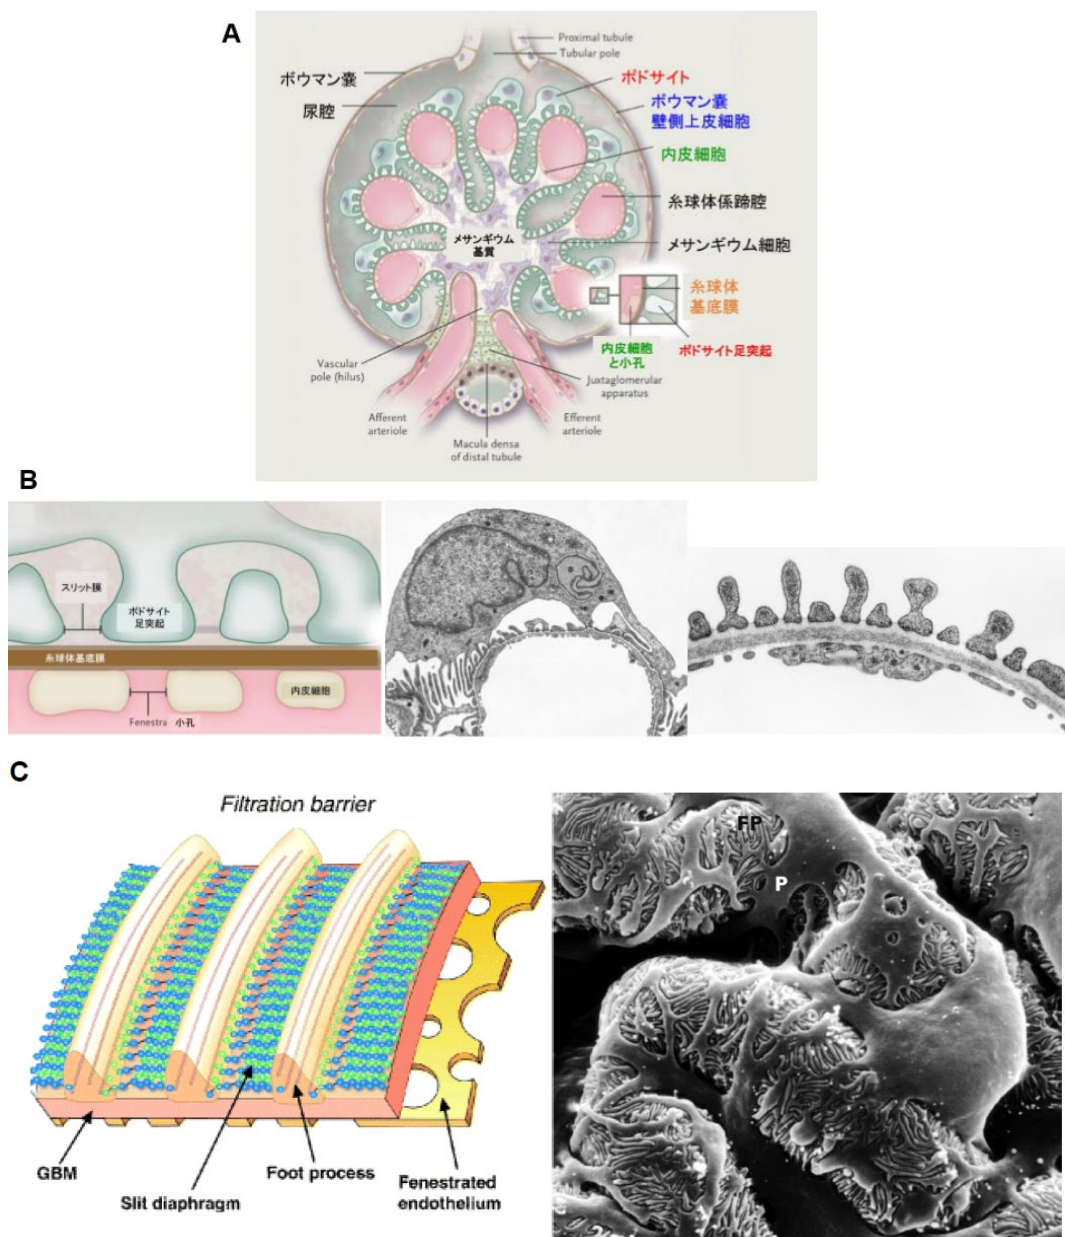 A
Proximal tubule
Tubular pole
ボウマン嚢
尿腔
ポドサイト
ボウマン嚢
壁側上皮細胞
内皮細胞
糸球体係蹄腔
メサンギウム
基質
メサンギウム細胞
糸球体
基底膜
内皮細胞
と小孔
ポドサイト足突起
Vascular
pole (hilus)
Juxtaglomerular
apparatus
Afferent
arteriole
Efferent
arteriole
Macula densa
of distal tubule
B
スリット膜
ポドサイト
足突起
糸球体基底膜
内皮細胞
Fenestra 小孔
C
Filtration barrier
GBM
Slit diaphragm
Foot process
Fenestrated
endothelium
FP
P